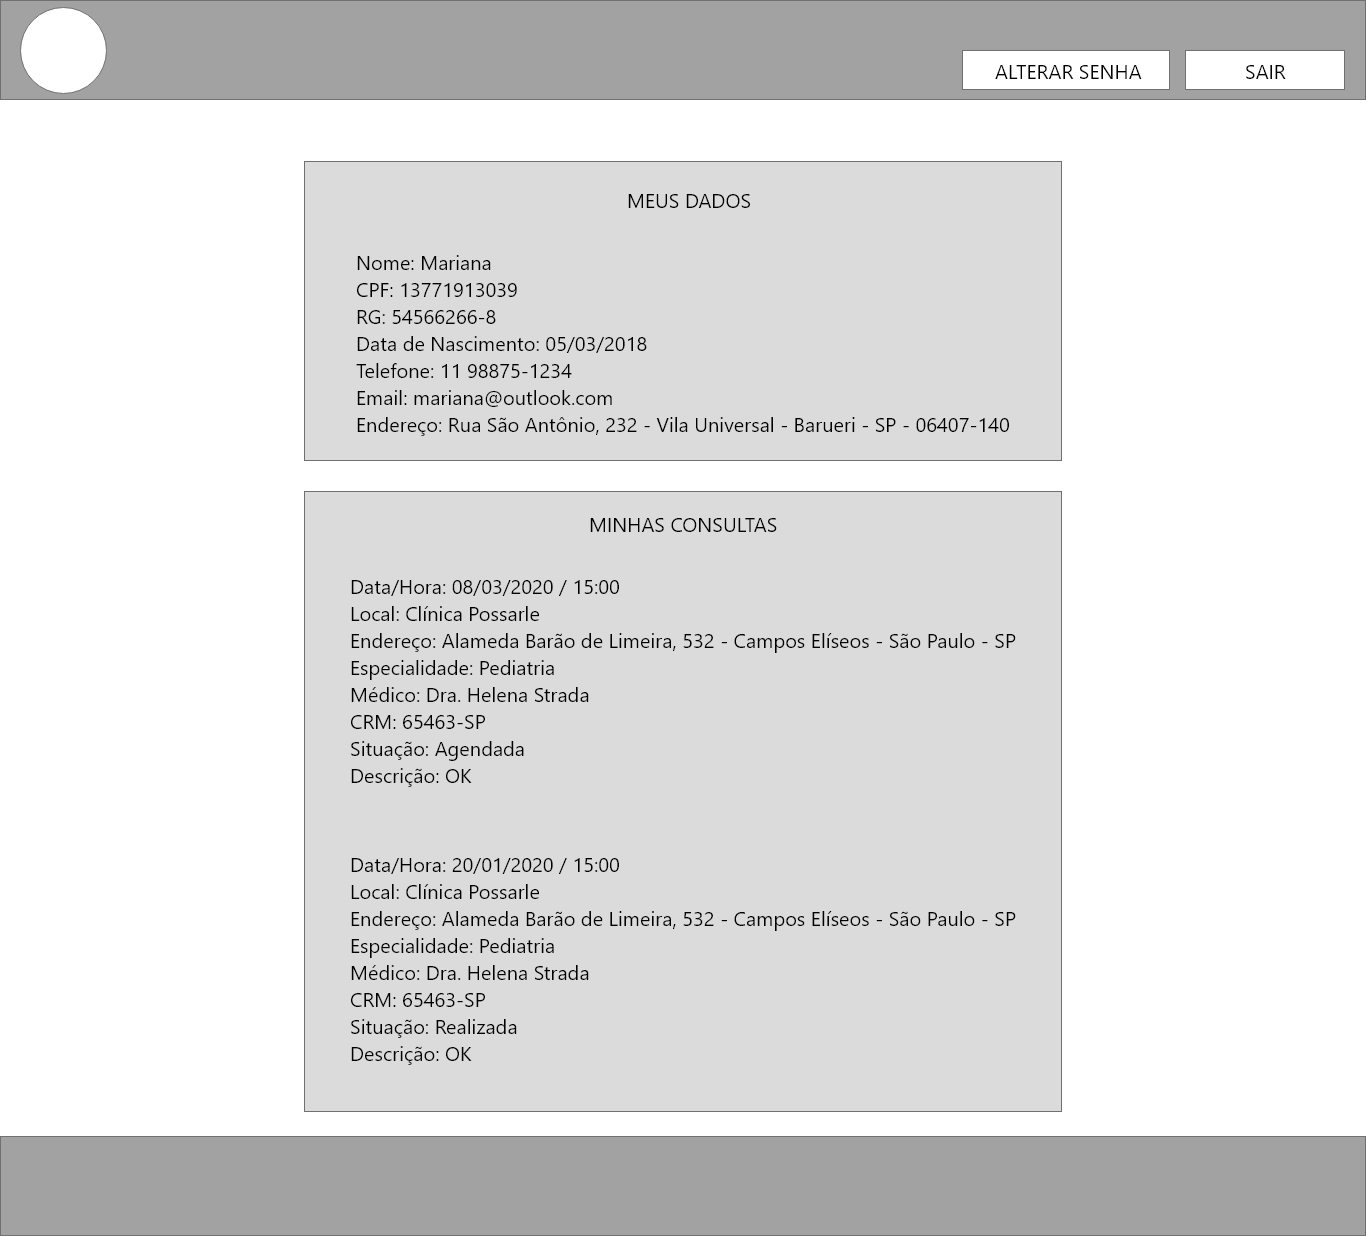 ALTERAR SENHA
SAIR
MEUS DADOS
Nome: Mariana
CPF: 13771913039
RG: 54566266-8
Data de Nascimento: 05/03/2018
Telefone: 11 98875-1234
Email: mariana@outlook.com
Endereço: Rua São Antônio, 232 - Vila Universal - Barueri - SP - 06407-140
MINHAS CONSULTAS
Data/Hora: 08/03/2020 / 15:00
Local: Clínica Possarle
Endereço: Alameda Barão de Limeira, 532 - Campos Elíseos - São Paulo - SP
Especialidade: Pediatria
Médico: Dra. Helena Strada
CRM: 65463-SP
Situação: Agendada
Descrição: OK
Data/Hora: 20/01/2020 / 15:00
Local: Clínica Possarle
Endereço: Alameda Barão de Limeira, 532 - Campos Elíseos - São Paulo - SP
Especialidade: Pediatria
Médico: Dra. Helena Strada
CRM: 65463-SP
Situação: Realizada
Descrição: OK